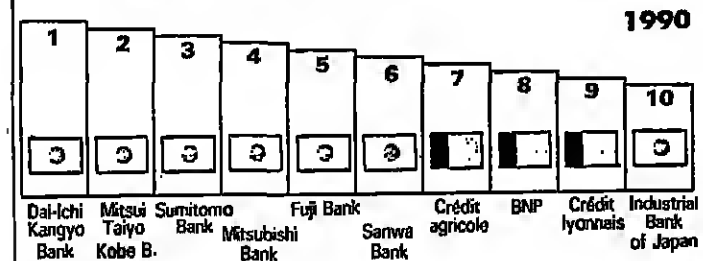 1990
1
2
3
4
5
6
7
8
9
10
Dai-Ichi
Kangyo
Bank
Mitsui
Taiyo
Kobe B.
Sumitomo
Bank
Mitsubishi
Bank
Fuji Bank
Sanwa
Bank
Crédit
agricole
BNP
Crédit
lyonnais
Industrial
Bank
of Japan